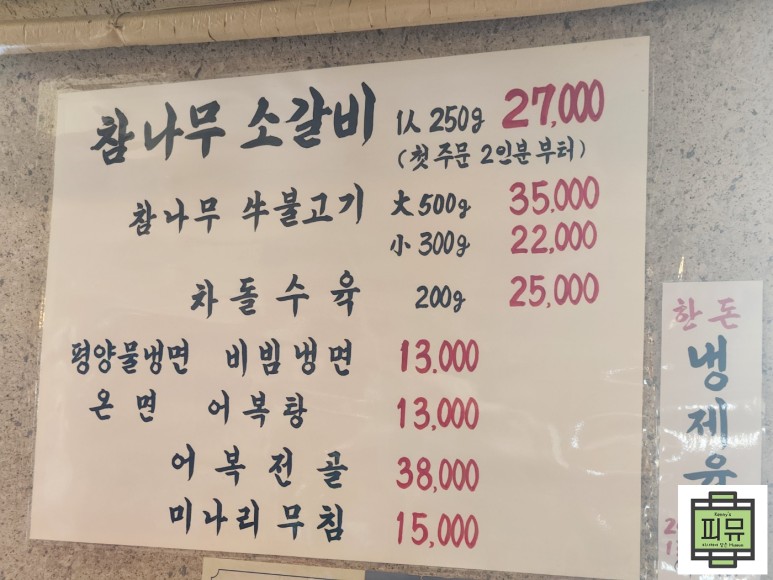 참나무 소갈비 1人 250g 27,000
(첫 주문 2인분부터)
참나무 牛불고기 大 500g 35,000
小 300g 22,000
차돌수육 200g 25,000
평양물냉면 비빔냉면 13,000
온면 어복탕 13,000
어복전골 38,000
미나리무침 15,000
한돈
냉제육
피뮤